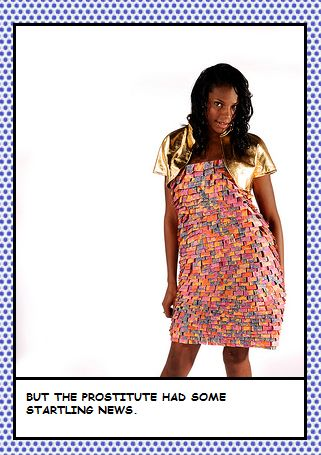 BUT THE PROSTITUTE HAD SOME
STARTLING NEWS.